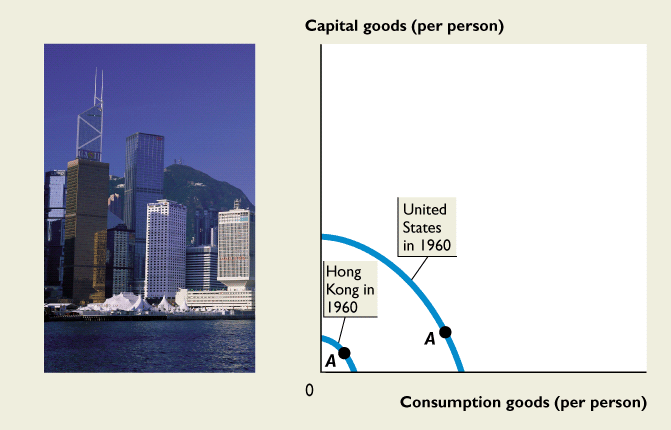 Capital goods (per person)
United
States
in 1960
Hong
Kong in
1960
A
A
0
Consumption goods (per person)